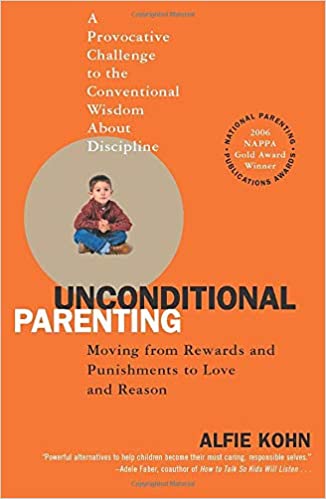 A
Provocative
Challenge
to the
Conventional
Wisdom
About
Discipline
NATIONAL PARENTING
PUBLICATIONS AWARDS
2006
NAPPA
Gold Award
Winner
UNCONDITIONAL
PARENTING
Moving from Rewards and
Punishments to Love
and Reason
ALFIE KOHN
"Powerful alternatives to help children become their most caring, responsible selves."
—Adele Faber, coauthor of How to Talk So Kids Will Listen . . .